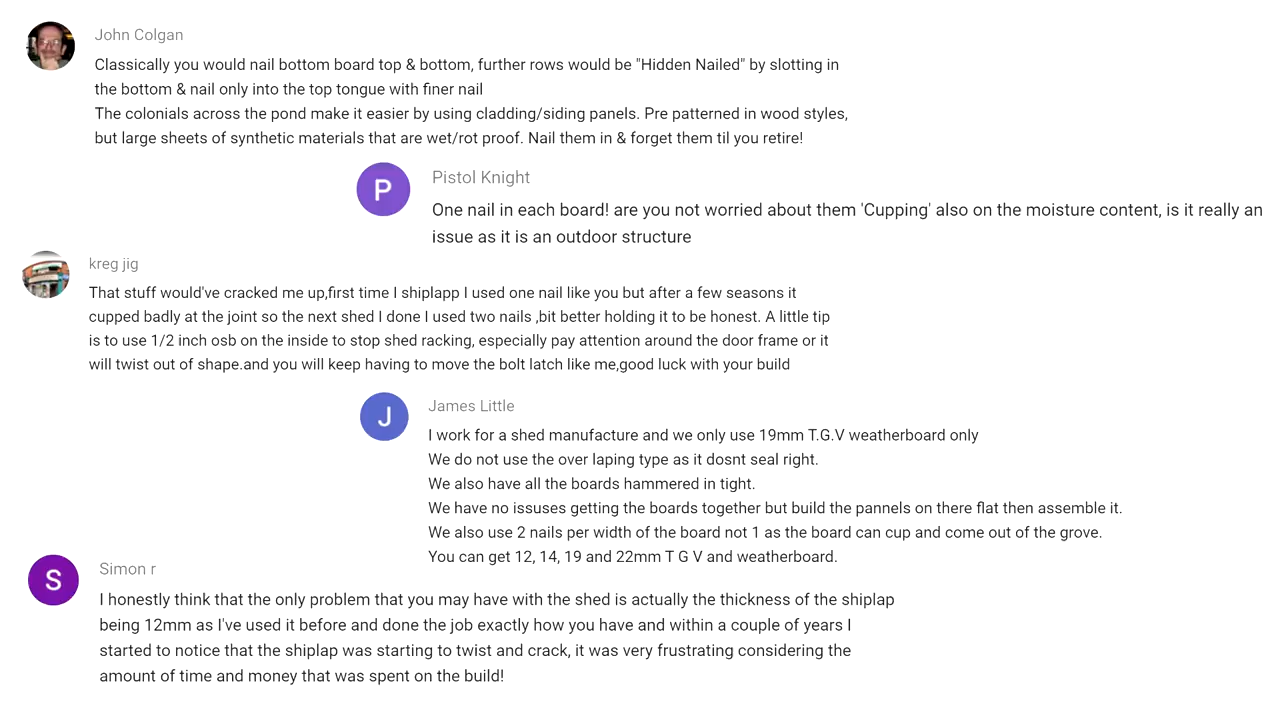 John Colgan
Classically you would nail bottom board top & bottom, further rows would be "Hidden Nailed" by slotting in
the bottom & nail only into the top tongue with finer nail
The colonials across the pond make it easier by using cladding/siding panels. Pre patterned in wood styles,
but large sheets of synthetic materials that are wet/rot proof. Nail them in & forget them til you retire!
P
Pistol Knight
One nail in each board! are you not worried about them 'Cupping' also on the moisture content, is it really an
issue as it is an outdoor structure
kreg jig
That stuff would've cracked me up,first time I shiplapp I used one nail like you but after a few seasons it
cupped badly at the joint so the next shed I done I used two nails ,bit better holding it to be honest. A little tip
is to use 1/2 inch osb on the inside to stop shed racking, especially pay attention around the door frame or it
will twist out of shape.and you will keep having to move the bolt latch like me,good luck with your build
J
James Little
I work for a shed manufacture and we only use 19mm T.G.V weatherboard only
We do not use the over laping type as it dosnt seal right.
We also have all the boards hammered in tight.
We have no issuses getting the boards together but build the pannels on there flat then assemble it.
We also use 2 nails per width of the board not 1 as the board can cup and come out of the grove.
You can get 12, 14, 19 and 22mm T G V and weatherboard.
S
Simon r
I honestly think that the only problem that you may have with the shed is actually the thickness of the shiplap
being 12mm as I've used it before and done the job exactly how you have and within a couple of years I
started to notice that the shiplap was starting to twist and crack, it was very frustrating considering the
amount of time and money that was spent on the build!